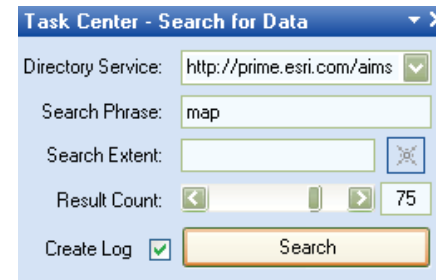 Task Center - Search for Data
Directory Service: http://prime.esri.com/aims
Search Phrase: map
Search Extent:
Result Count: 75
Create Log Search